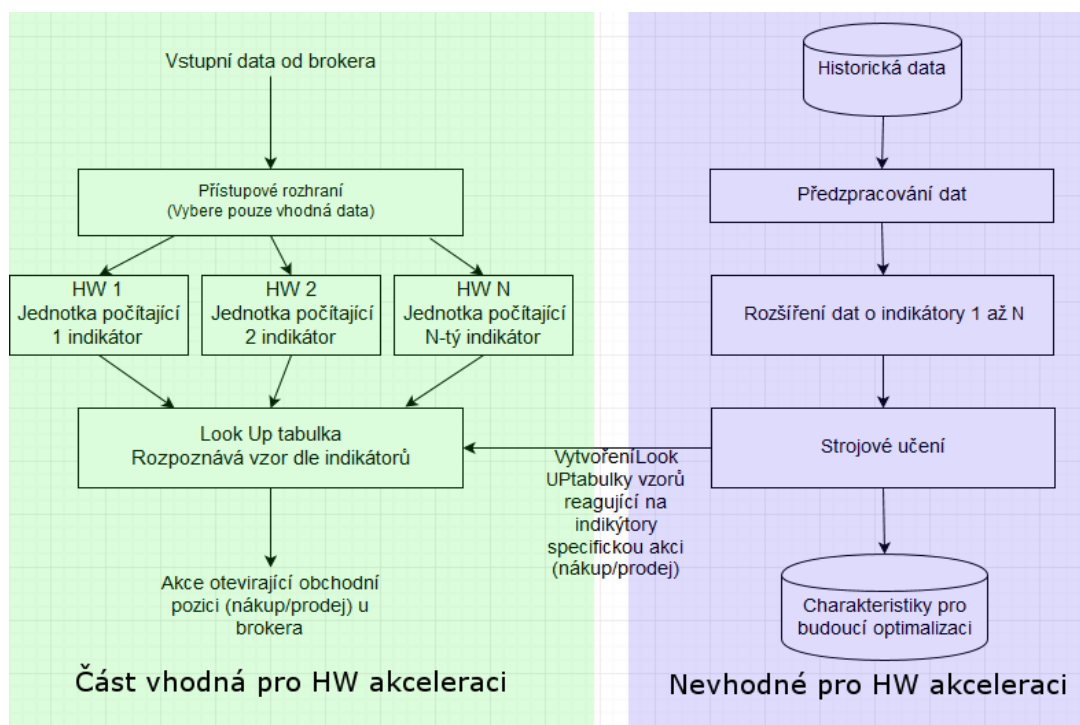 Vstupní data od brokera
Přístupové rozhraní
(Vybere pouze vhodná data)
HW 1
Jednotka počítající
1 indikátor
HW 2
Jednotka počítající
2 indikátor
HW N
Jednotka počítající
N-tý indikátor
Look Up tabulka
Rozpoznává vzor dle indikátorů
Akce otevirající obchodní
pozici (nákup/prodej) u
brokera
Část vhodná pro HW akceleraci
Vytvoření Look
UPtabulky vzorů
reagující na
indikýtory
specifickou akci
(nákup/prodej)
Historická data
Předzpracování dat
Rozšíření dat o indikátory 1 až N
Strojové učení
Charakteristiky pro
budoucí optimalizaci
Nevhodné pro HW akceleraci